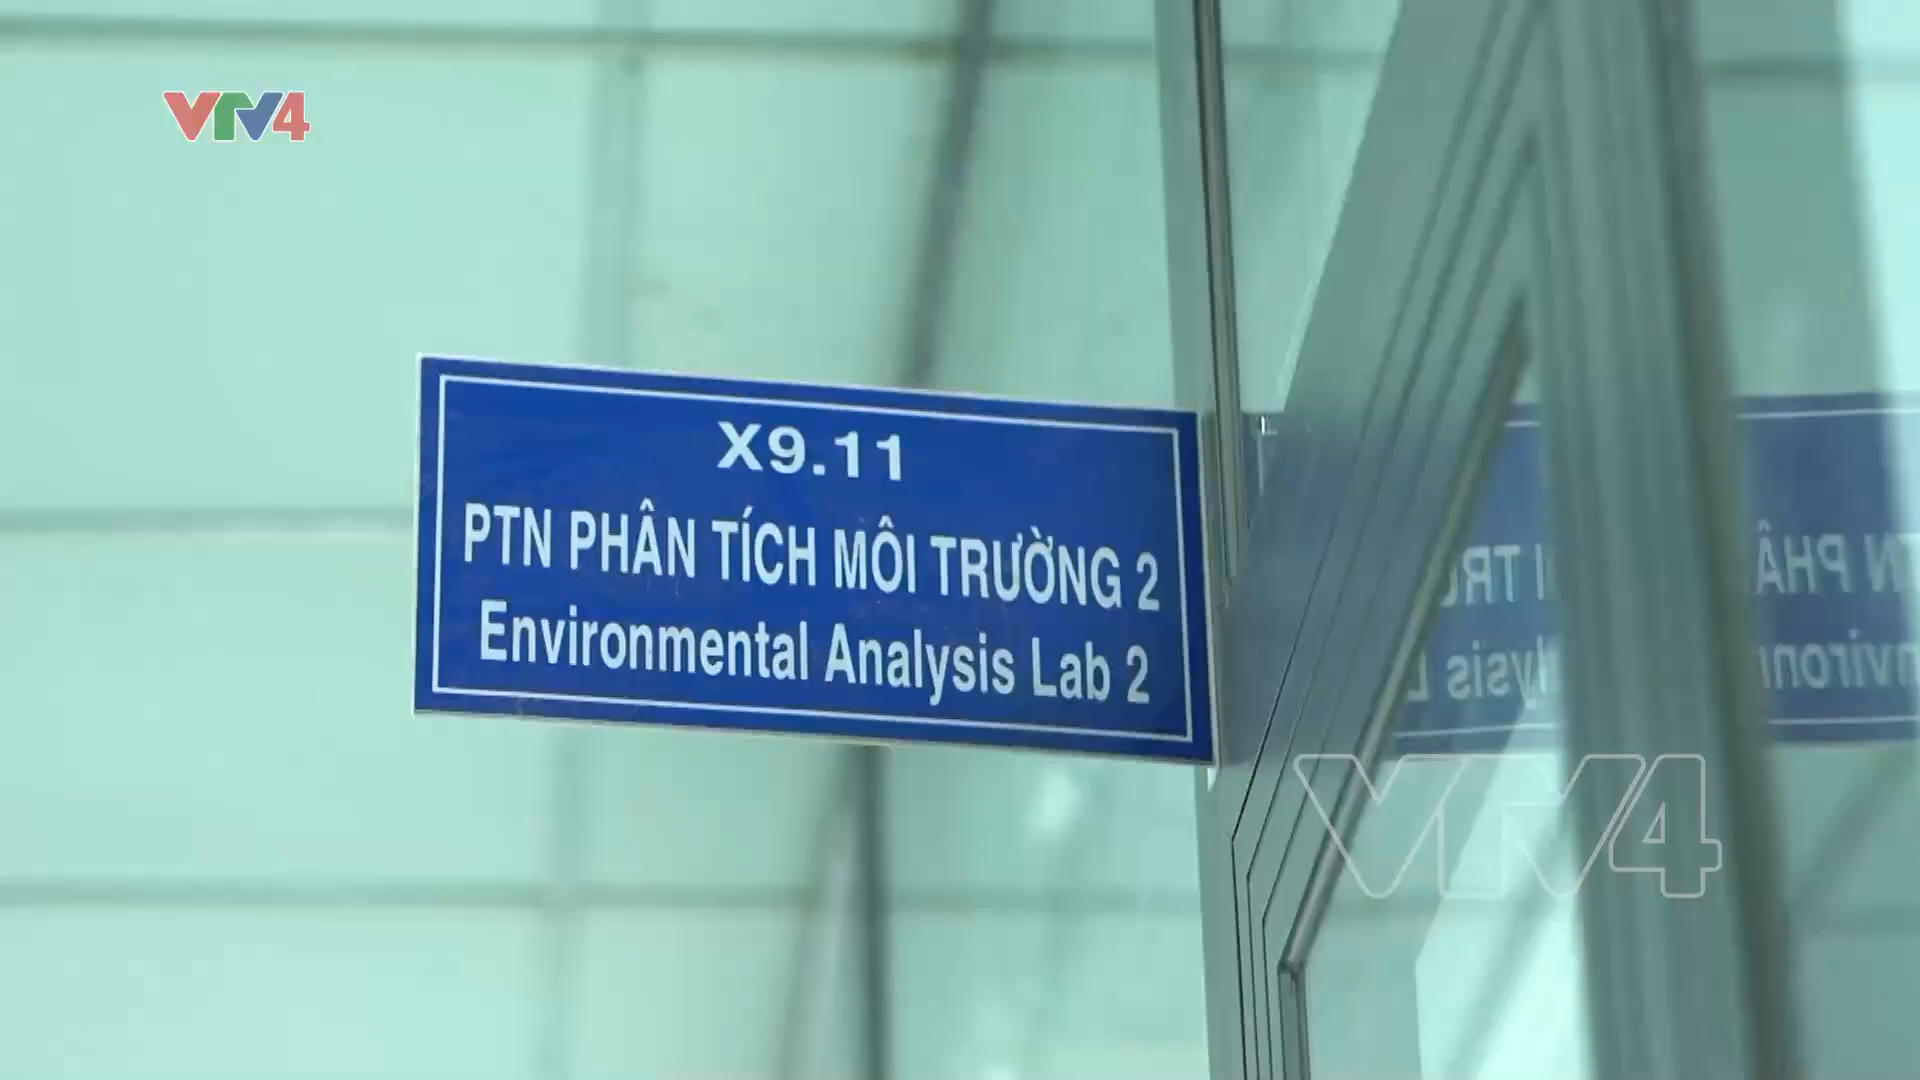 VTV4
X9.11
PTN PHÂN TÍCH MÔI TRƯỜNG 2
Environmental Analysis Lab 2
VTV4